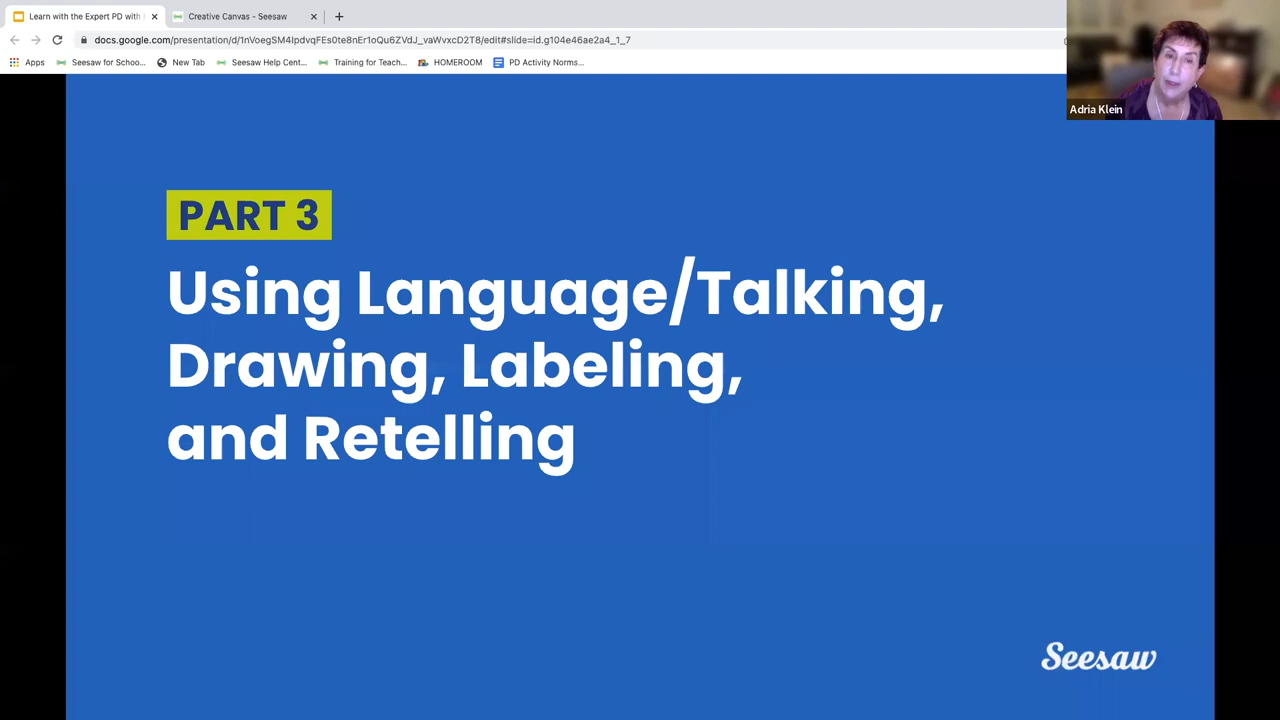 Learn with the Expert PD with
Creative Canvas - Seesaw
docs.google.com/presentation/d/1nVoegSM4IpdvqFEs0te8nEr1oQu6ZVdJ_vaWvxcD2T8/edit#slide=id.g104e46ae2a4_1_7
Apps
Seesaw for Schoo...
New Tab
Seesaw Help Cent...
Training for Teach...
HOMEROOM
PD Activity Norms...
Adria Klein
PART 3
Using Language/Talking,
Drawing, Labeling,
and Retelling
Seesaw